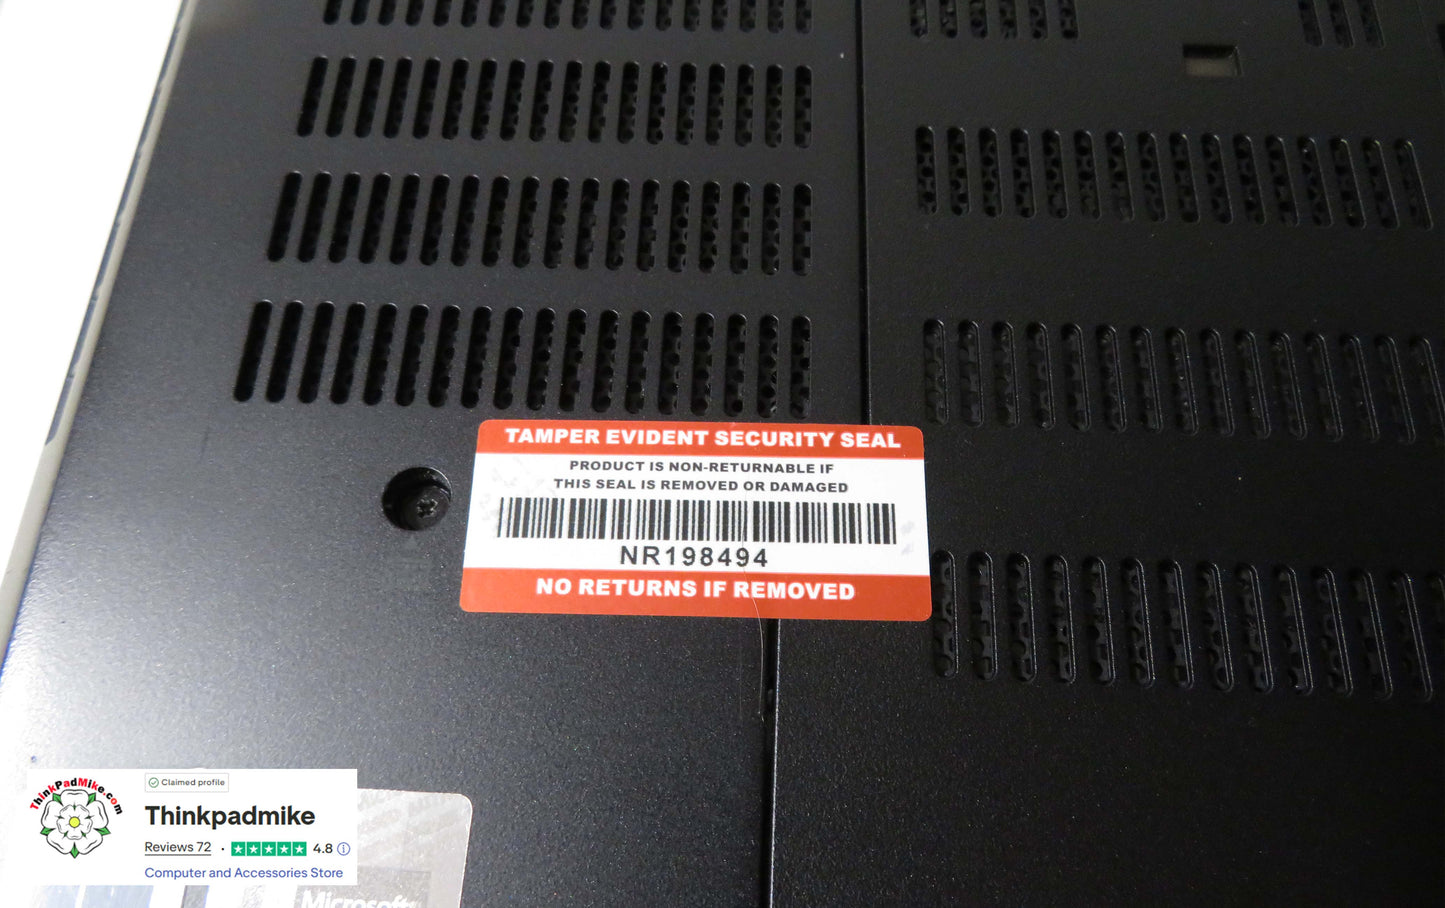 TAMPER EVIDENT SECURITY SEAL
PRODUCT IS NON-RETURNABLE IF
THIS SEAL IS REMOVED OR DAMAGED
NR198494
NO RETURNS IF REMOVED
ThinkPadMike.com
Claimed profile
Thinkpadmike
Reviews 72 · 4.8
Computer and Accessories Store
Microsoft